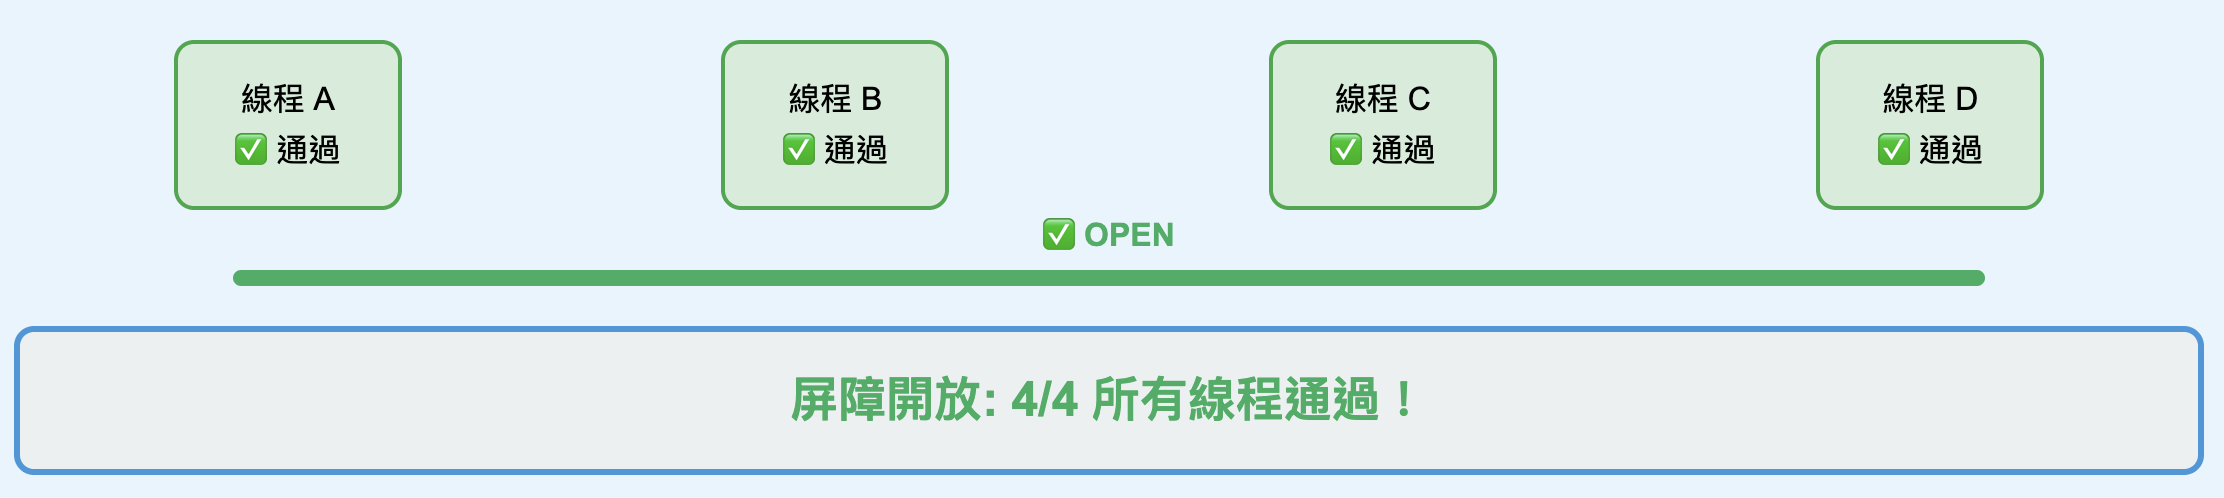 線程 A
✅ 通過
線程 B
✅ 通過
線程 C
✅ 通過
線程 D
✅ 通過
✅ OPEN
屏障開放: 4/4 所有線程通過！